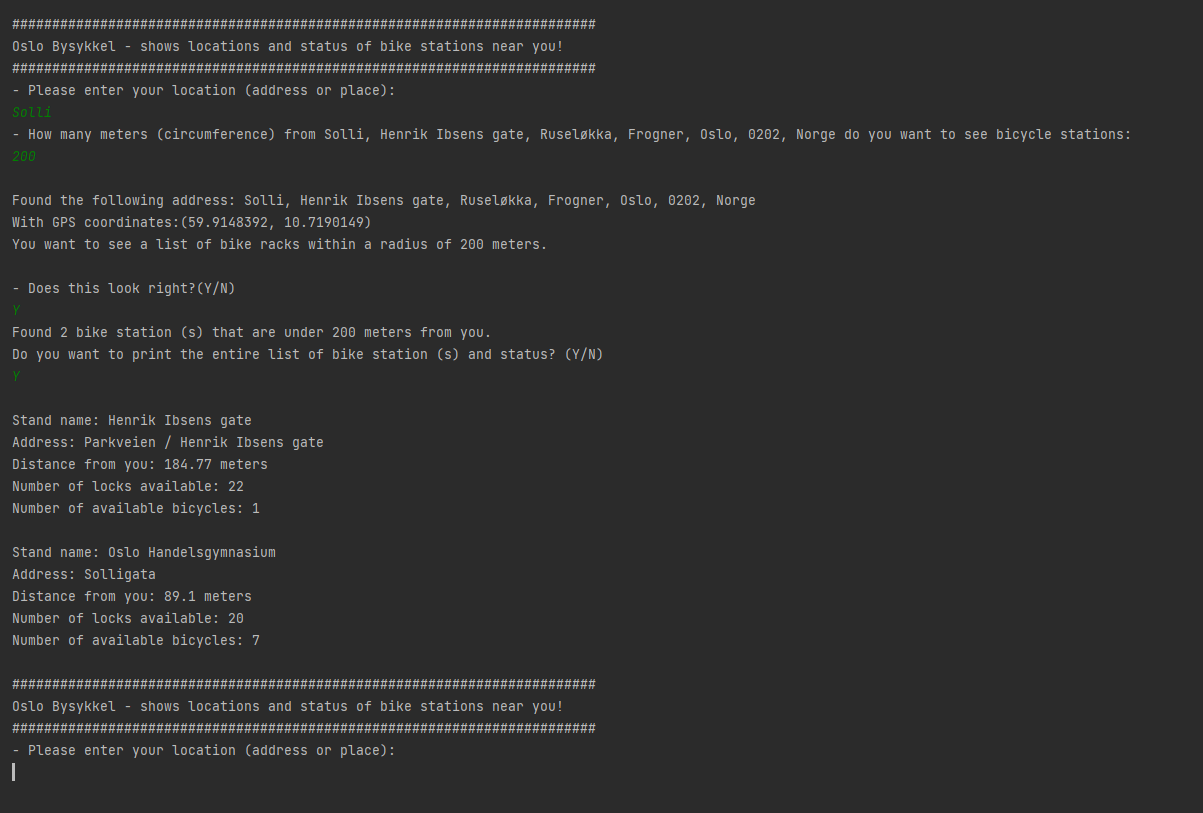 #########################################################################
Oslo Bysykkel - shows locations and status of bike stations near you!
#########################################################################
- Please enter your location (address or place):
Solli
- How many meters (circumference) from Solli, Henrik Ibsens gate, Ruseløkka, Frogner, Oslo, 0202, Norge do you want to see bicycle stations:
200
Found the following address: Solli, Henrik Ibsens gate, Ruseløkka, Frogner, Oslo, 0202, Norge
With GPS coordinates:(59.9148392, 10.7190149)
You want to see a list of bike racks within a radius of 200 meters.
- Does this look right?(Y/N)
Y
Found 2 bike station (s) that are under 200 meters from you.
Do you want to print the entire list of bike station (s) and status? (Y/N)
Y
Stand name: Henrik Ibsens gate
Address: Parkveien / Henrik Ibsens gate
Distance from you: 184.77 meters
Number of locks available: 22
Number of available bicycles: 1
Stand name: Oslo Handelsgymnasium
Address: Solligata
Distance from you: 89.1 meters
Number of locks available: 20
Number of available bicycles: 7
#########################################################################
Oslo Bysykkel - shows locations and status of bike stations near you!
#########################################################################
- Please enter your location (address or place):